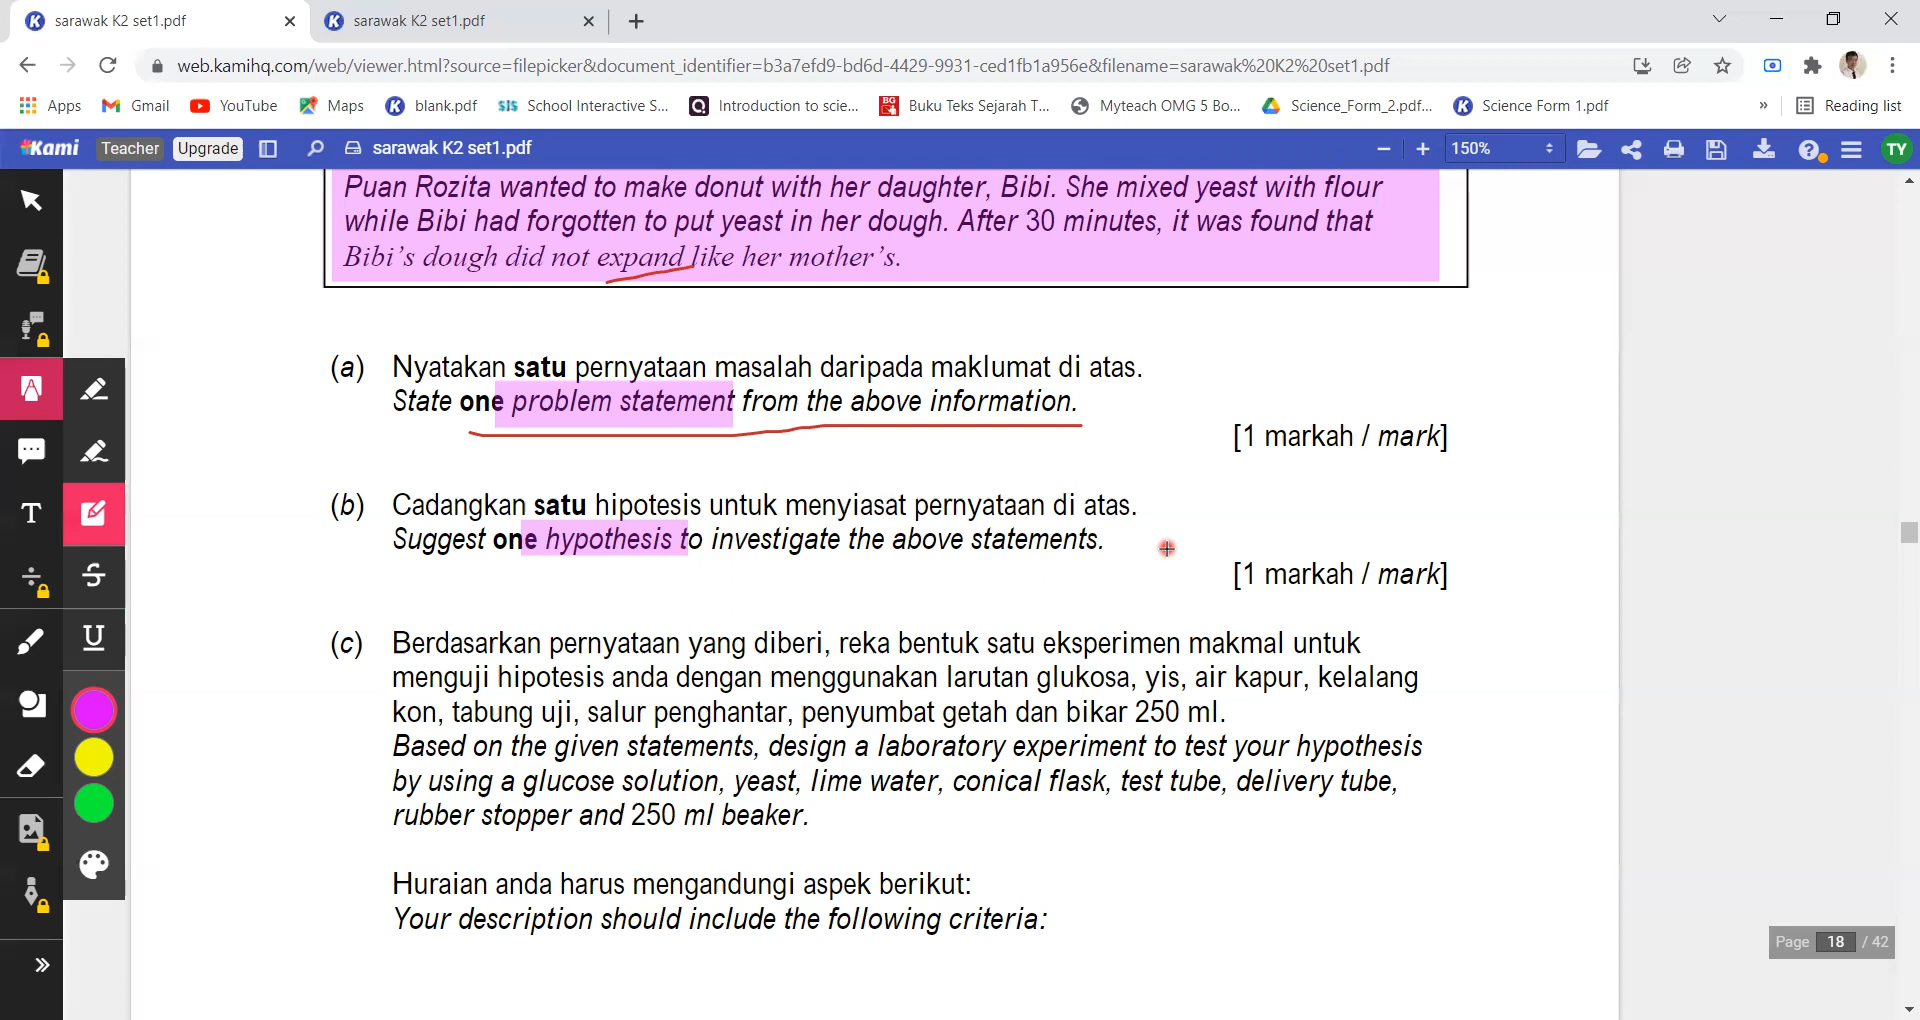 sarawak K2 set1.pdf
sarawak K2 set1.pdf
web.kamihq.com/web/viewer.html?source=filepicker&document_identifier=b3a7efd9-bd6d-4429-9931-ced1fb1a956e&filename=sarawak%20K2%20set1.pdf
Apps Gmail YouTube Maps blank.pdf SIS School Interactive S... Introduction to scie... BG Buku Teks Sejarah T... Myteach OMG 5 Bo... Science_Form_2.pdf... Science Form 1.pdf » Reading list
Kami Teacher Upgrade sarawak K2 set1.pdf 150% TY
Puan Rozita wanted to make donut with her daughter, Bibi. She mixed yeast with flour
while Bibi had forgotten to put yeast in her dough. After 30 minutes, it was found that
Bibi's dough did not expand like her mother's.
(a) Nyatakan satu pernyataan masalah daripada maklumat di atas.
State one problem statement from the above information.
[1 markah / mark]
(b) Cadangkan satu hipotesis untuk menyiasat pernyataan di atas.
Suggest one hypothesis to investigate the above statements.
[1 markah / mark]
(c) Berdasarkan pernyataan yang diberi, reka bentuk satu eksperimen makmal untuk
menguji hipotesis anda dengan menggunakan larutan glukosa, yis, air kapur, kelalang
kon, tabung uji, salur penghantar, penyumbat getah dan bikar 250 ml.
Based on the given statements, design a laboratory experiment to test your hypothesis
by using a glucose solution, yeast, lime water, conical flask, test tube, delivery tube,
rubber stopper and 250 ml beaker.
Huraian anda harus mengandungi aspek berikut:
Your description should include the following criteria:
Page 18 / 42